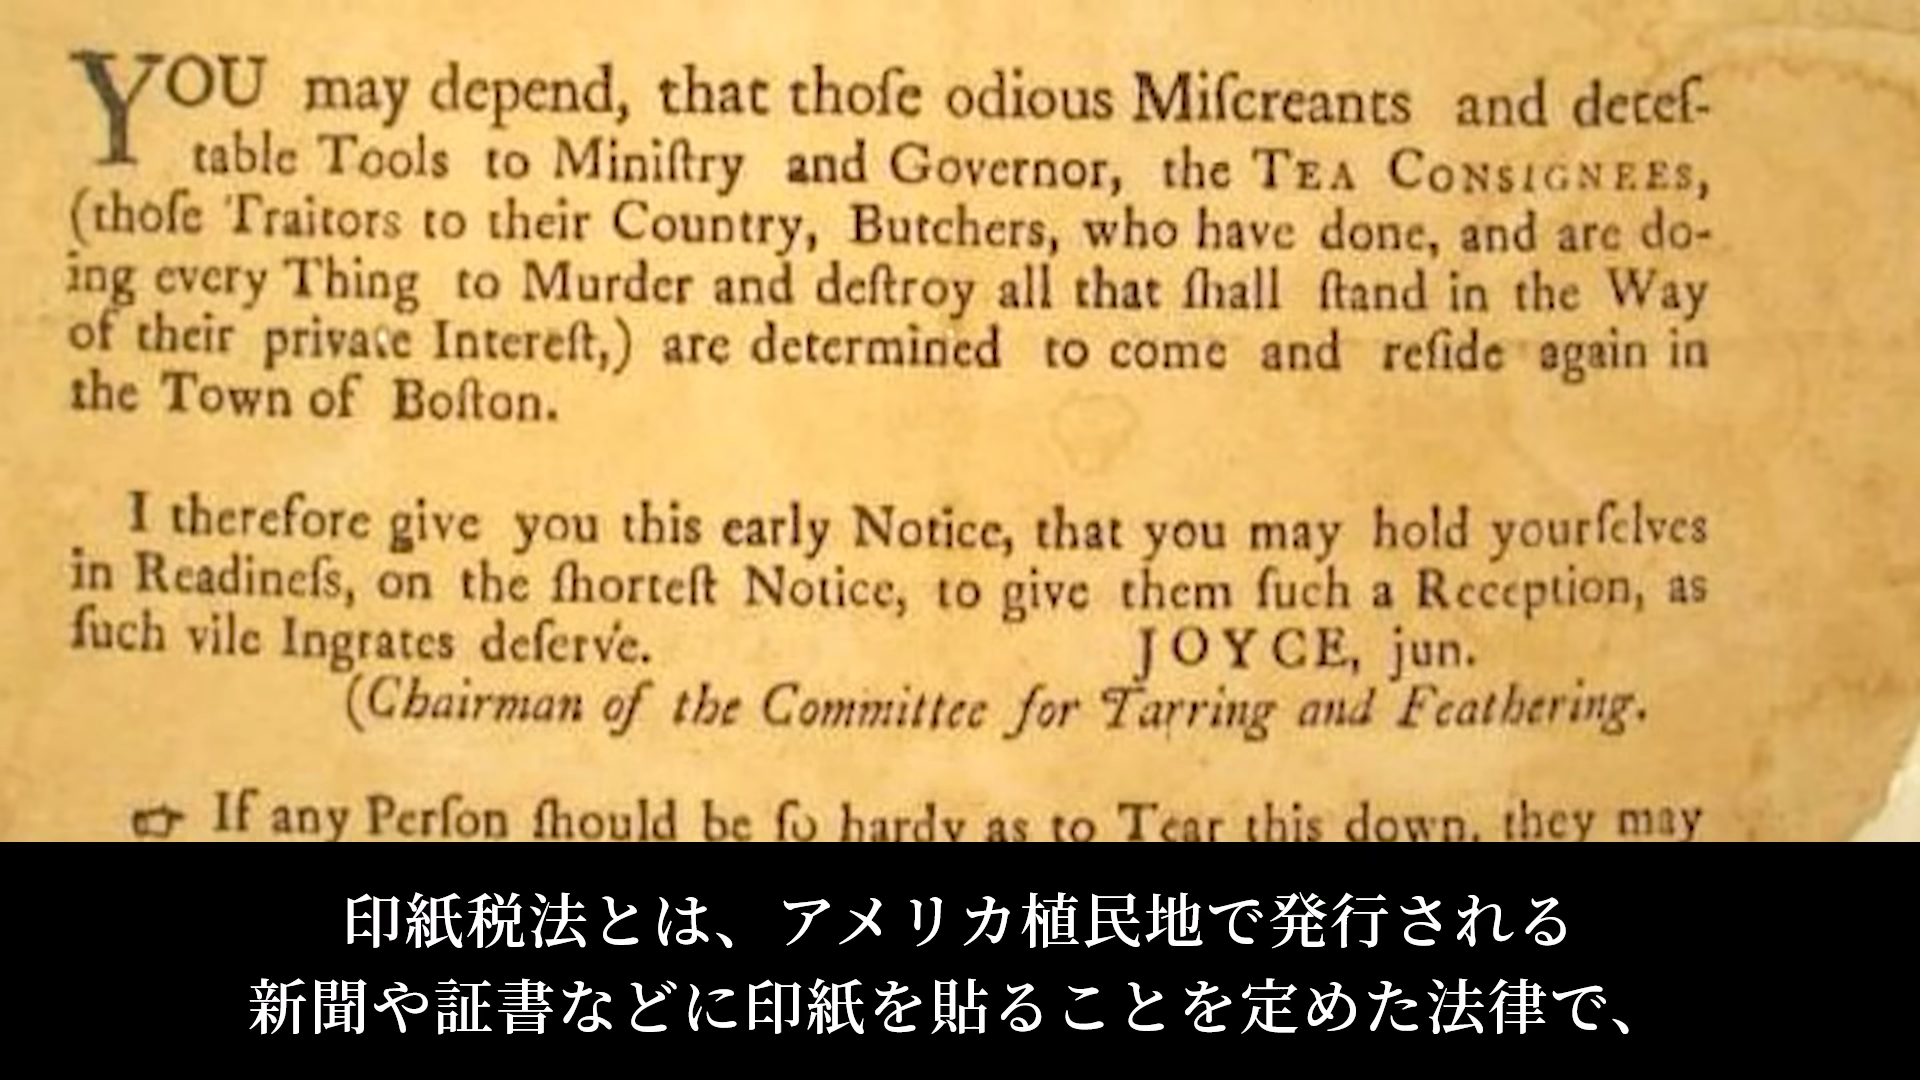 YOU may depend, that thoſe odious Miſcreants and deteſ-
table Tools to Miniſtry and Governor, the TEA CONSIGNEES,
(thoſe Traitors to their Country, Butchers, who have done, and are do-
ing every Thing to Murder and deſtroy all that ſhall ſtand in the Way
of their private Intereſt,) are determined to come and reſide again in
the Town of Boſton.
I therefore give you this early Notice, that you may hold yourſelves
in Readineſs, on the ſhorteſt Notice, to give them ſuch a Reception, as
ſuch vile Ingrates deſerve.
JOYCE, jun.
(Chairman of the Committee for Tarring and Feathering.
☞ If any Perſon ſhould be ſo hardy as to Tear this down, they may
印紙税法とは、アメリカ植民地で発行される
新聞や証書などに印紙を貼ることを定めた法律で、